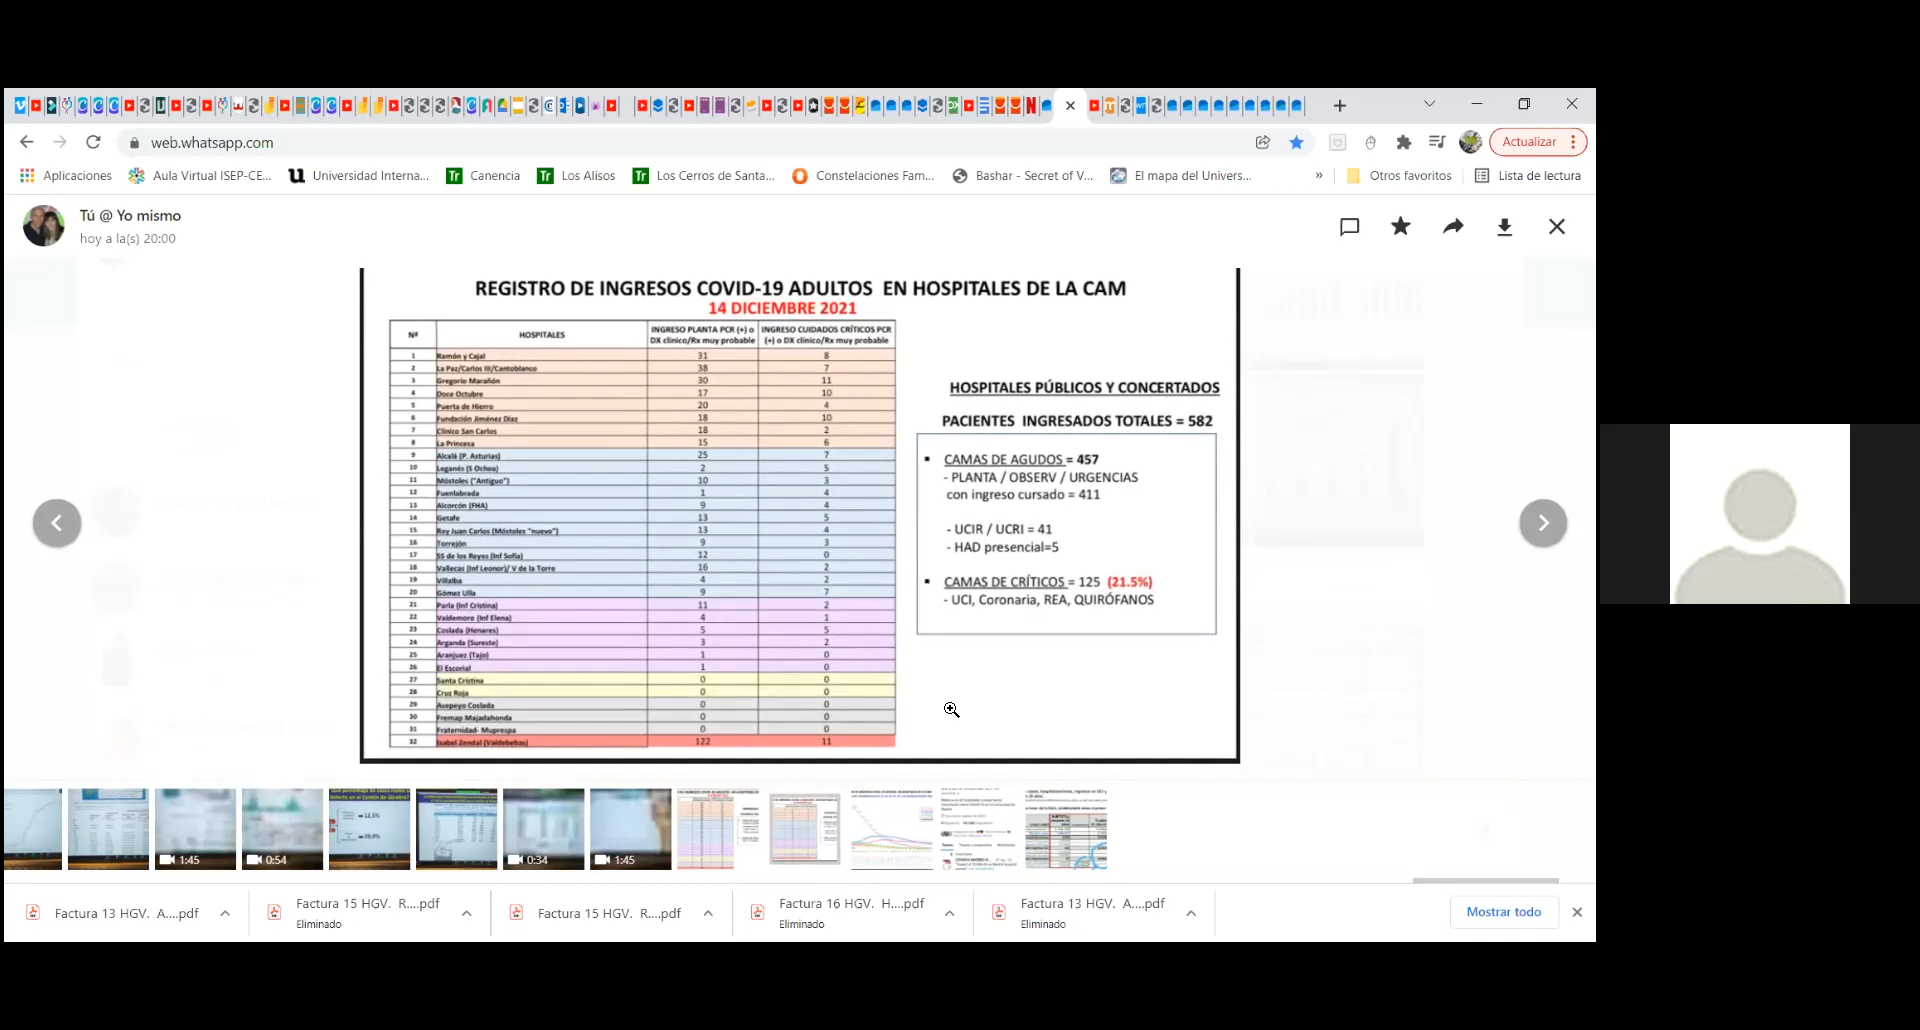 web.whatsapp.com
Actualizar
Aplicaciones
Aula Virtual ISEP-CE...
Universidad Interna...
Canencia
Los Alisos
Los Cerros de Santa...
Constelaciones Fam...
Bashar - Secret of V...
El mapa del Univers...
»
Otros favoritos
Lista de lectura
Tú @ Yo mismo
hoy a la(s) 20:00
REGISTRO DE INGRESOS COVID-19 ADULTOS EN HOSPITALES DE LA CAM
14 DICIEMBRE 2021
Nº HOSPITALES INGRESO PLANTA PCR (+) o DX clínico/Rx muy probable INGRESO CUIDADOS CRÍTICOS PCR (+) o DX clínico/Rx muy probable
1 Ramón y Cajal 31 8
2 La Paz/Carlos III/Cantoblanco 38 7
3 Gregorio Marañón 30 11
4 Doce Octubre 17 10
5 Puerta de Hierro 20 4
6 Fundación Jiménez Díaz 18 10
7 Clínico San Carlos 18 2
8 La Princesa 15 6
9 Alcalá (P. Asturias) 25 7
10 Leganés (S Ochoa) 2 5
11 Móstoles ("Antiguo") 10 3
12 Fuenlabrada 1 4
13 Alcorcón (FHA) 9 4
14 Getafe 13 5
15 Rey Juan Carlos (Móstoles "nuevo") 13 4
16 Torrejón 9 3
17 SS de los Reyes (Inf Sofía) 12 0
18 Vallecas (Inf Leonor)/ V de la Torre 16 2
19 Villalba 4 2
20 Gómez Ulla 9 7
21 Parla (Inf Cristina) 11 2
22 Valdemoro (Inf Elena) 4 1
23 Coslada (Henares) 5 5
24 Arganda (Sureste) 3 2
25 Aranjuez (Tajo) 1 0
26 El Escorial 1 0
27 Santa Cristina 0 0
28 Cruz Roja 0 0
29 Asepeyo Coslada 0 0
30 Fremap Majadahonda 0 0
31 Fraternidad- Muprespa 0 0
32 Isabel Zendal (Valdebebas) 122 11
HOSPITALES PÚBLICOS Y CONCERTADOS
PACIENTES INGRESADOS TOTALES = 582
▪ CAMAS DE AGUDOS = 457
- PLANTA / OBSERV / URGENCIAS
con ingreso cursado = 411
- UCIR / UCRI = 41
- HAD presencial=5
▪ CAMAS DE CRÍTICOS = 125 (21.5%)
- UCI, Coronaria, REA, QUIRÓFANOS
1:45
0:54
0:34
1:45
Factura 13 HGV. A....pdf
Factura 15 HGV. R....pdf
Eliminado
Factura 15 HGV. R....pdf
Factura 16 HGV. H....pdf
Eliminado
Factura 13 HGV. A....pdf
Eliminado
Mostrar todo